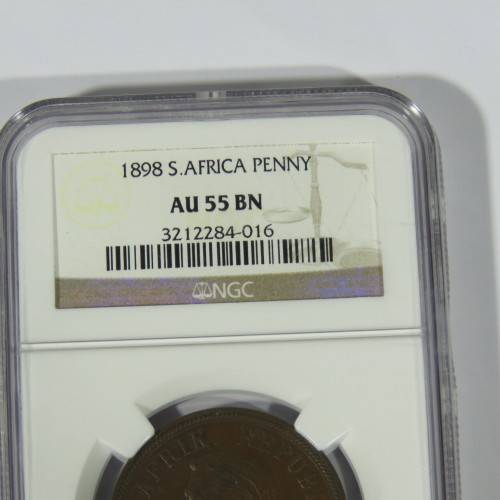 1898 S.AFRICA PENNY
AU 55 BN
3212284-016
NGC